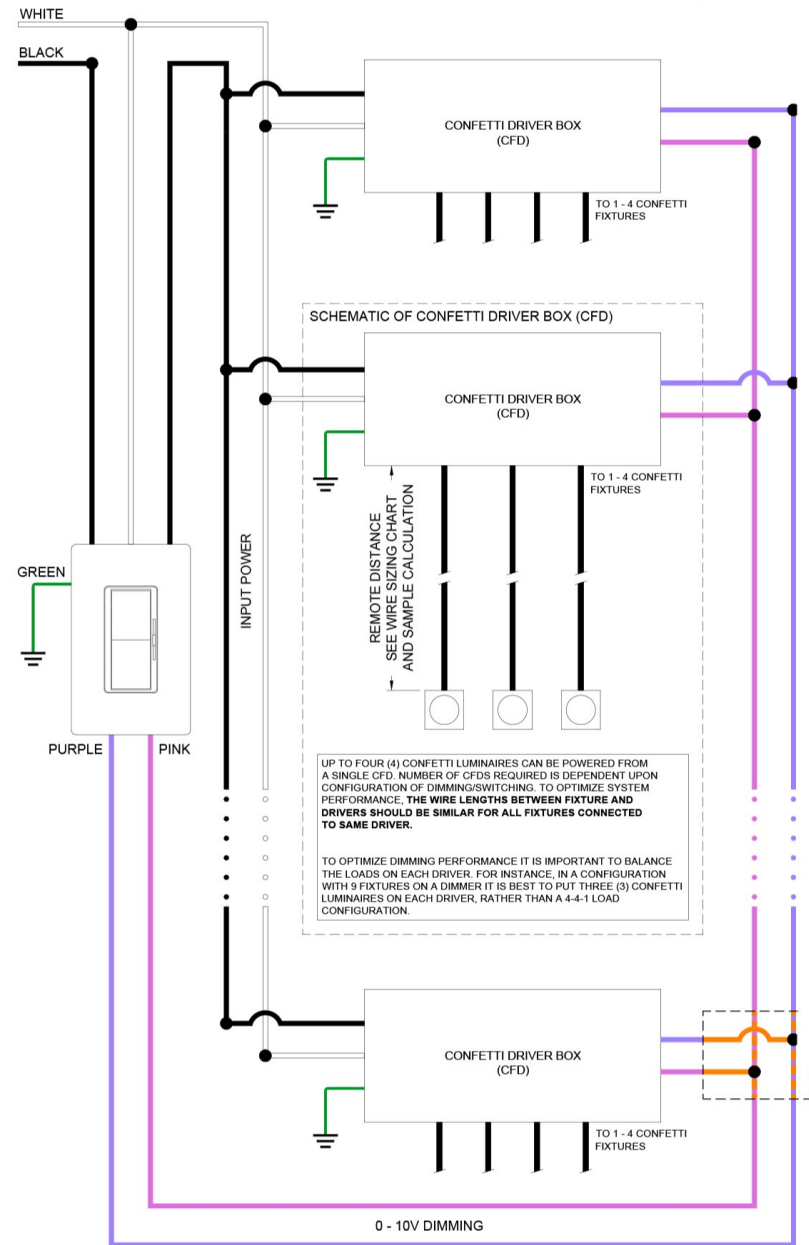 WHITE
BLACK
CONFETTI DRIVER BOX
(CFD)
TO 1 - 4 CONFETTI
FIXTURES
SCHEMATIC OF CONFETTI DRIVER BOX (CFD)
CONFETTI DRIVER BOX
(CFD)
TO 1 - 4 CONFETTI
FIXTURES
REMOTE DISTANCE
SEE WIRE SIZING CHART
AND SAMPLE CALCULATION
INPUT POWER
GREEN
PURPLE
PINK
UP TO FOUR (4) CONFETTI LUMINAIRES CAN BE POWERED FROM
A SINGLE CFD. NUMBER OF CFDS REQUIRED IS DEPENDENT UPON
CONFIGURATION OF DIMMING/SWITCHING. TO OPTIMIZE SYSTEM
PERFORMANCE, THE WIRE LENGTHS BETWEEN FIXTURE AND
DRIVERS SHOULD BE SIMILAR FOR ALL FIXTURES CONNECTED
TO SAME DRIVER.
TO OPTIMIZE DIMMING PERFORMANCE IT IS IMPORTANT TO BALANCE
THE LOADS ON EACH DRIVER. FOR INSTANCE, IN A CONFIGURATION
WITH 9 FIXTURES ON A DIMMER IT IS BEST TO PUT THREE (3) CONFETTI
LUMINAIRES ON EACH DRIVER, RATHER THAN A 4-4-1 LOAD
CONFIGURATION.
CONFETTI DRIVER BOX
(CFD)
TO 1 - 4 CONFETTI
FIXTURES
0 - 10V DIMMING